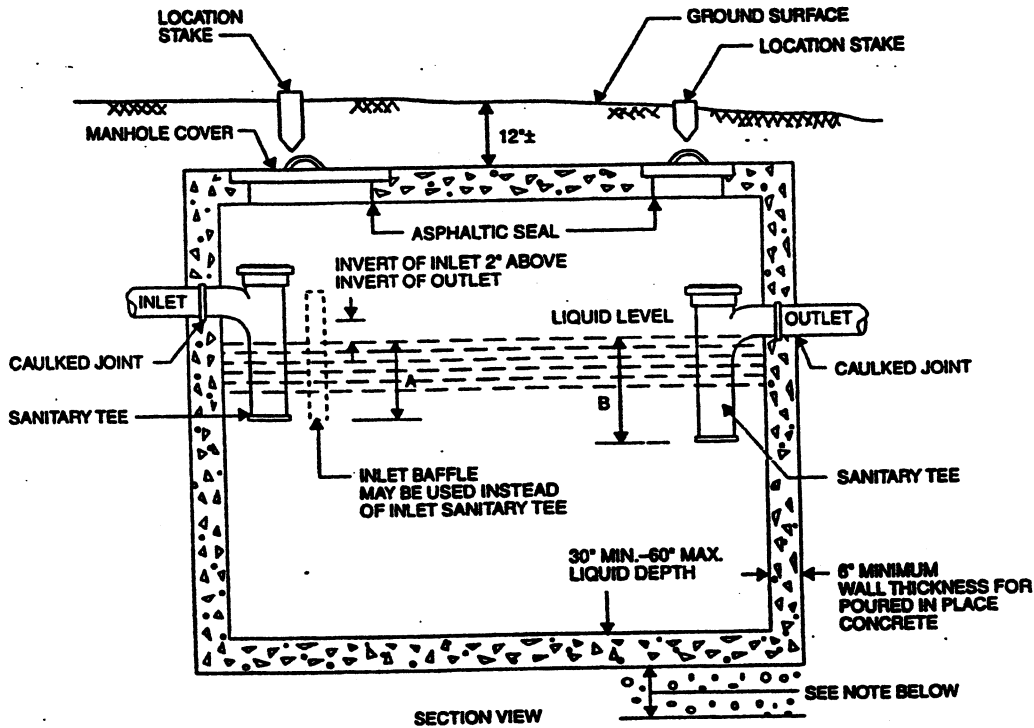 LOCATION
STAKE
GROUND SURFACE
LOCATION STAKE
MANHOLE COVER
12"±
ASPHALTIC SEAL
INVERT OF INLET 2" ABOVE
INVERT OF OUTLET
INLET
LIQUID LEVEL
OUTLET
CAULKED JOINT
CAULKED JOINT
A
B
SANITARY TEE
INLET BAFFLE
MAY BE USED INSTEAD
OF INLET SANITARY TEE
SANITARY TEE
30" MIN.–60" MAX.
LIQUID DEPTH
6" MINIMUM
WALL THICKNESS FOR
POURED IN PLACE
CONCRETE
SEE NOTE BELOW
SECTION VIEW